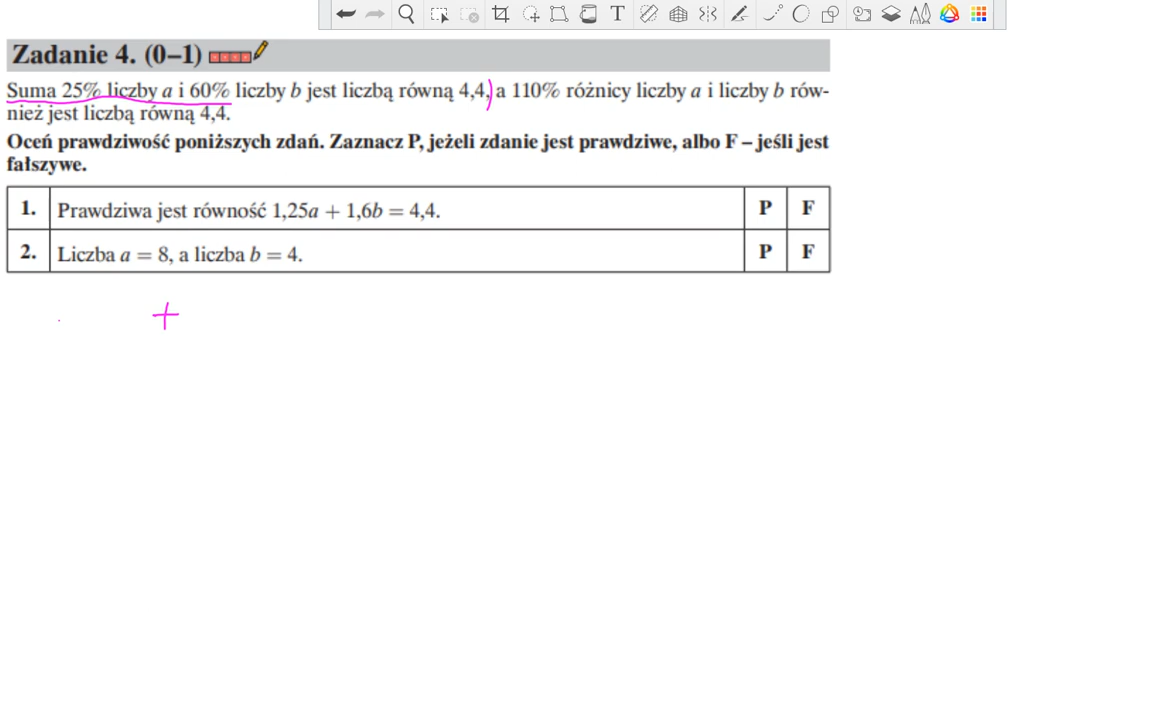 Zadanie 4. (0–1)
Suma 25% liczby a i 60% liczby b jest liczbą równą 4,4, a 110% różnicy liczby a i liczby b rów-
nież jest liczbą równą 4,4.
Oceń prawdziwość poniższych zdań. Zaznacz P, jeżeli zdanie jest prawdziwe, albo F – jeśli jest
fałszywe.
1. Prawdziwa jest równość 1,25a + 1,6b = 4,4. P F
2. Liczba a = 8, a liczba b = 4. P F
+